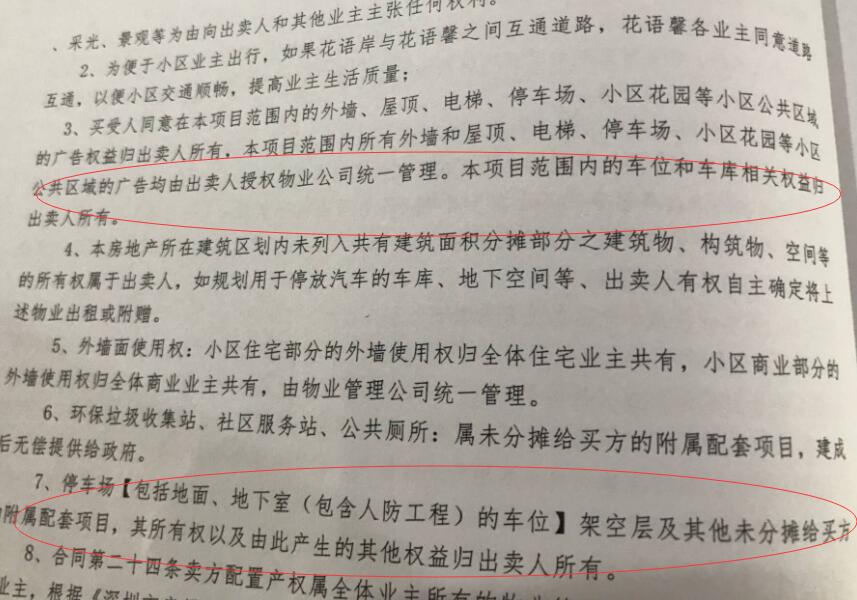 、采光、景观等为由向出卖人和其他业主主张任何权利。
2、为便于小区业主出行，如果花语岸与花语馨之间互通道路，花语馨各业主同意道路
互通，以便小区交通顺畅，提高业主生活质量；
3、买受人同意在本项目范围内的外墙、屋顶、电梯、停车场、小区花园等小区公共区域
的广告权益归出卖人所有，本项目范围内所有外墙和屋顶、电梯、停车场、小区花园等小区
公共区域的广告均由出卖人授权物业公司统一管理。本项目范围内的车位和车库相关权益归
出卖人所有。
4、本房地产所在建筑区划内未列入共有建筑面积分摊部分之建筑物、构筑物、空间等
的所有权属于出卖人，如规划用于停放汽车的车库、地下空间等、出卖人有权自主确定将上
述物业出租或附赠。
5、外墙面使用权：小区住宅部分的外墙使用权归全体住宅业主共有，小区商业部分的
外墙使用权归全体商业业主共有，由物业管理公司统一管理。
6、环保垃圾收集站、社区服务站、公共厕所：属未分摊给买方的附属配套项目，建成
后无偿提供给政府。
7、停车场【包括地面、地下室（包含人防工程）的车位】架空层及其他未分摊给买方
附属配套项目，其所有权以及由此产生的其他权益归出卖人所有。
8、合同第二十四条卖方配置产权属全体业主所有的物业
业主，根据《深圳市